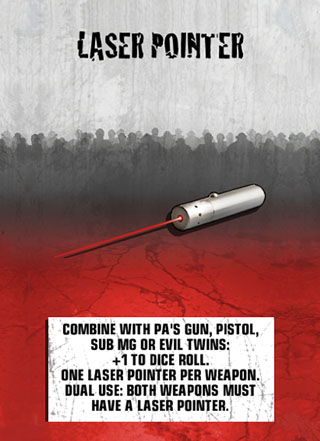 LASER POINTER
COMBINE WITH PA'S GUN, PISTOL,
SUB MG OR EVIL TWINS:
+1 TO DICE ROLL.
ONE LASER POINTER PER WEAPON.
DUAL USE: BOTH WEAPONS MUST
HAVE A LASER POINTER.